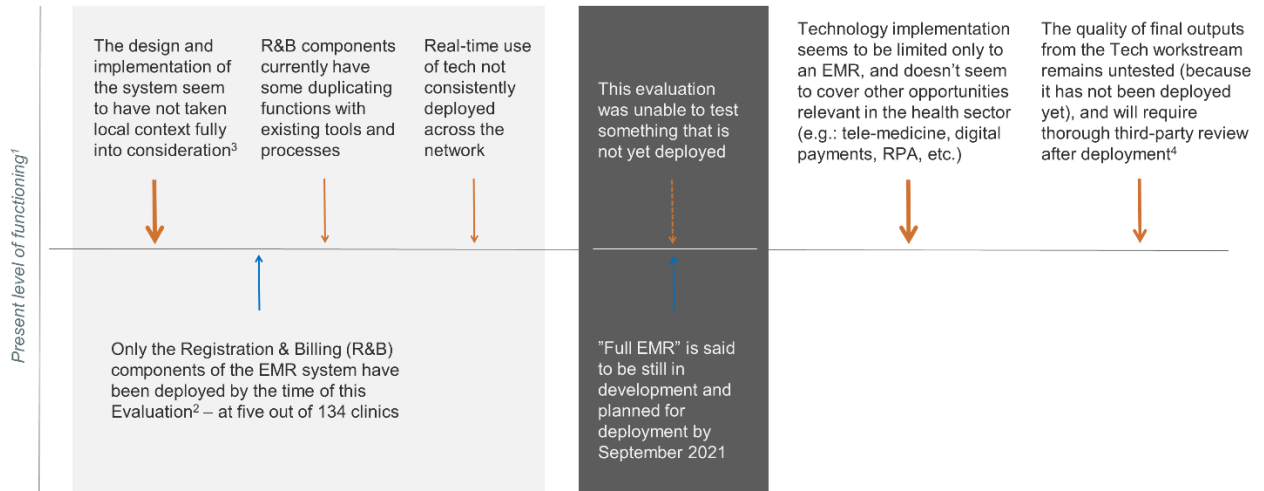 Present level of functioning¹
The design and
implementation of
the system seem
to have not taken
local context fully
into consideration³
R&B components
currently have
some duplicating
functions with
existing tools and
processes
Real-time use
of tech not
consistently
deployed
across the
network
This evaluation
was unable to test
something that is
not yet deployed
Technology implementation
seems to be limited only to
an EMR, and doesn’t seem
to cover other opportunities
relevant in the health sector
(e.g.: tele-medicine, digital
payments, RPA, etc.)
The quality of final outputs
from the Tech workstream
remains untested (because
it has not been deployed
yet), and will require
thorough third-party review
after deployment⁴
Only the Registration & Billing (R&B)
components of the EMR system have
been deployed by the time of this
Evaluation² – at five out of 134 clinics
”Full EMR” is said
to be still in
development and
planned for
deployment by
September 2021